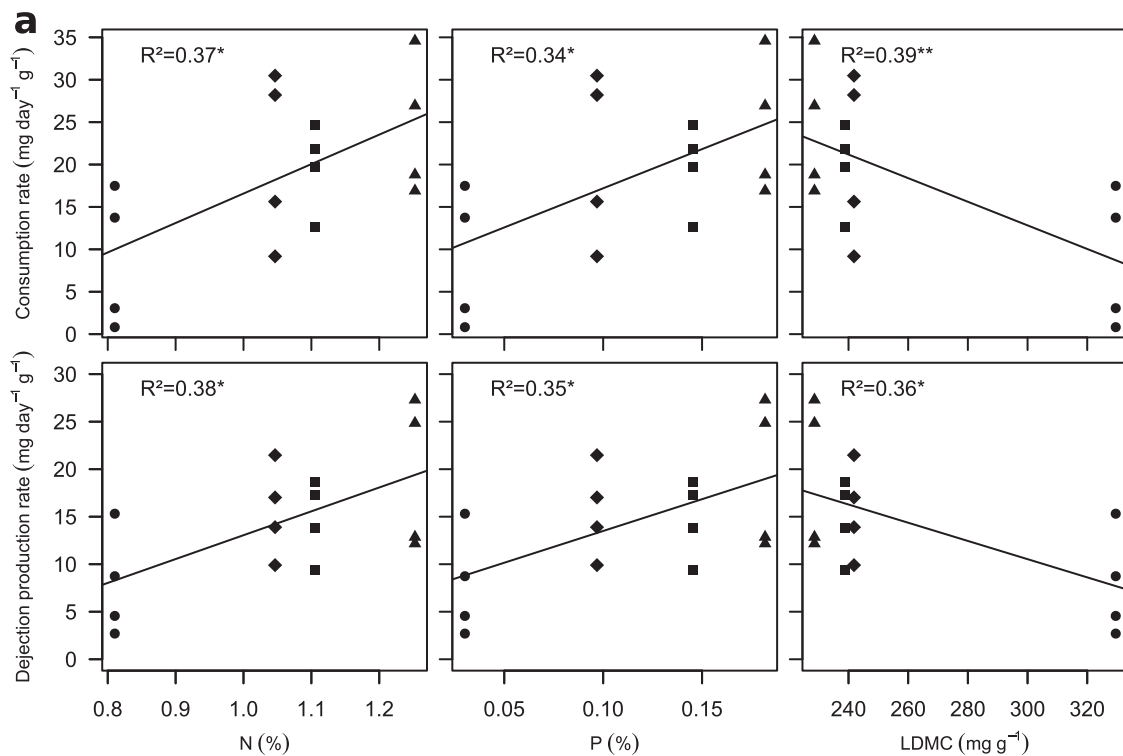 a
Consumption rate (mg day⁻¹ g⁻¹)
35
30
25
20
15
10
5
0
R²=0.37*
R²=0.34*
R²=0.39**
Dejection production rate (mg day⁻¹ g⁻¹)
30
25
20
15
10
5
0
R²=0.38*
R²=0.35*
R²=0.36*
0.8 0.9 1.0 1.1 1.2
0.05 0.10 0.15
240 260 280 300 320
N (%)
P (%)
LDMC (mg g⁻¹)